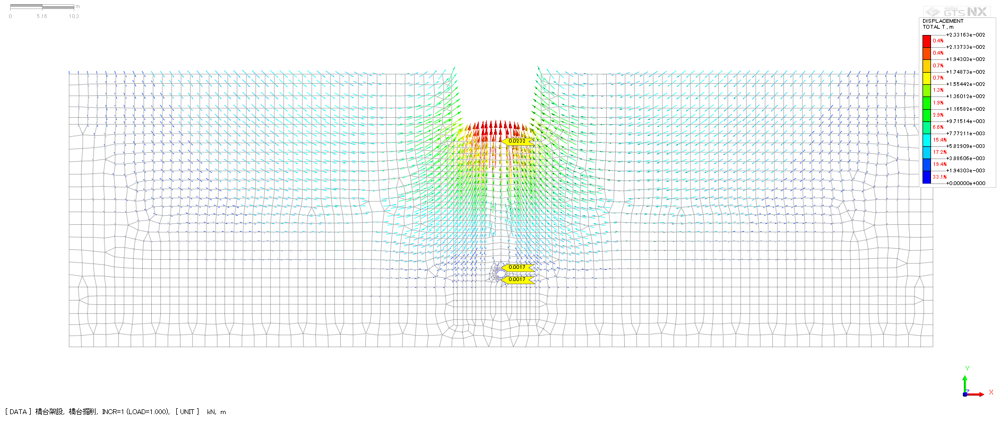 m
0 5.16 10.3
midas
GTS NX
DISPLACEMENT
TOTAL T , m
+2.33163e-002
0.4%
+2.13733e-002
0.4%
+1.94303e-002
0.7%
+1.74873e-002
0.7%
+1.55442e-002
1.3%
+1.36012e-002
1.9%
+1.16582e-002
2.9%
+9.71514e-003
6.6%
+7.77211e-003
15.4%
+5.82909e-003
17.2%
+3.88606e-003
19.4%
+1.94303e-003
33.1%
+0.00000e+000
0.0232
0.0017
0.0017
Y
Z
X
[ DATA ] 橋台架設, 橋台掘削, INCR=1 (LOAD=1.000), [ UNIT ] kN, m